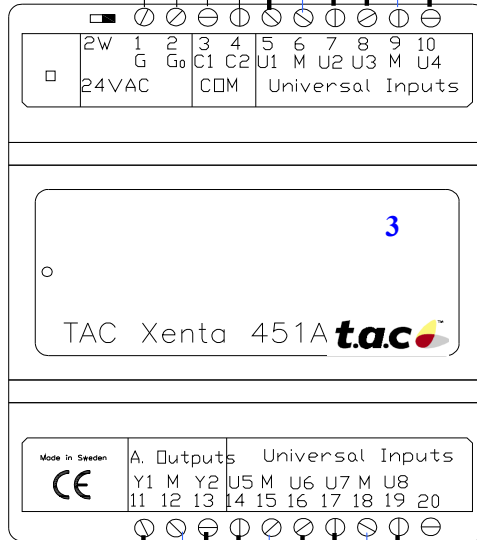 2W 1 2 3 4 5 6 7 8 9 10
G G0 C1 C2 U1 M U2 U3 M U4
24VAC COM Universal Inputs
3
TAC Xenta 451A t.a.c™
Made in Sweden A. Outputs Universal Inputs
CE Y1 M Y2 U5 M U6 U7 M U8
11 12 13 14 15 16 17 18 19 20